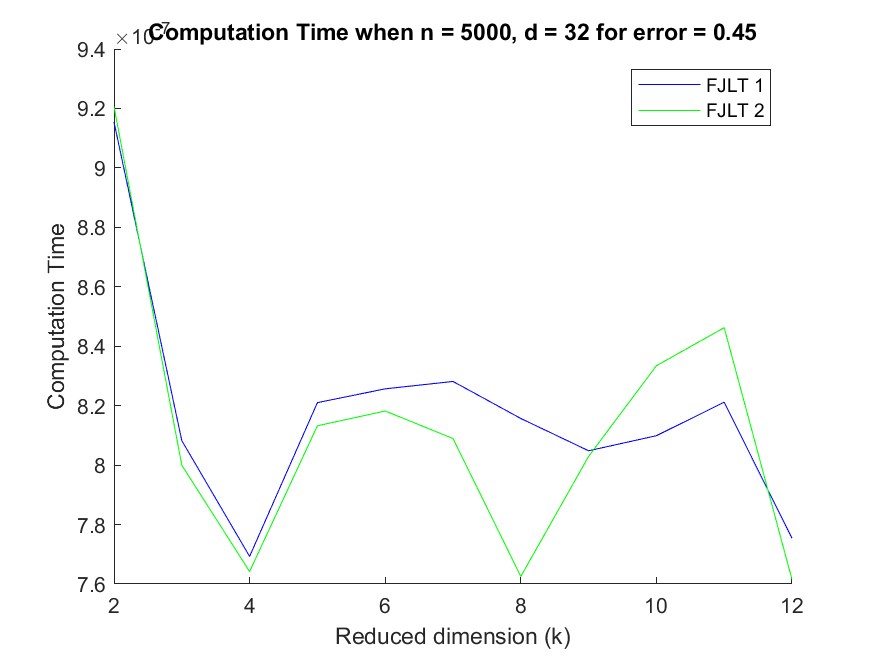 ×10^-7
Computation Time when n = 5000, d = 32 for error = 0.45
FJLT 1
FJLT 2
9.4
9.2
9
8.8
8.6
8.4
8.2
8
7.8
7.6
Computation Time
2 4 6 8 10 12
Reduced dimension (k)